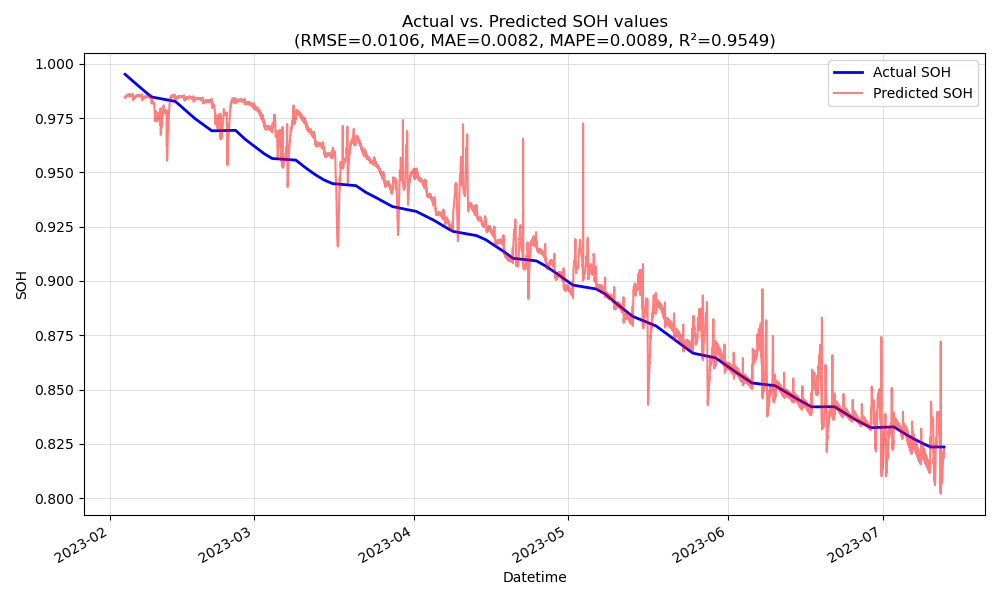 Actual vs. Predicted SOH values
(RMSE=0.0106, MAE=0.0082, MAPE=0.0089, R²=0.9549)
Actual SOH
Predicted SOH
1.000
0.975
0.950
0.925
0.900
0.875
0.850
0.825
0.800
SOH
2023-02
2023-03
2023-04
2023-05
2023-06
2023-07
Datetime